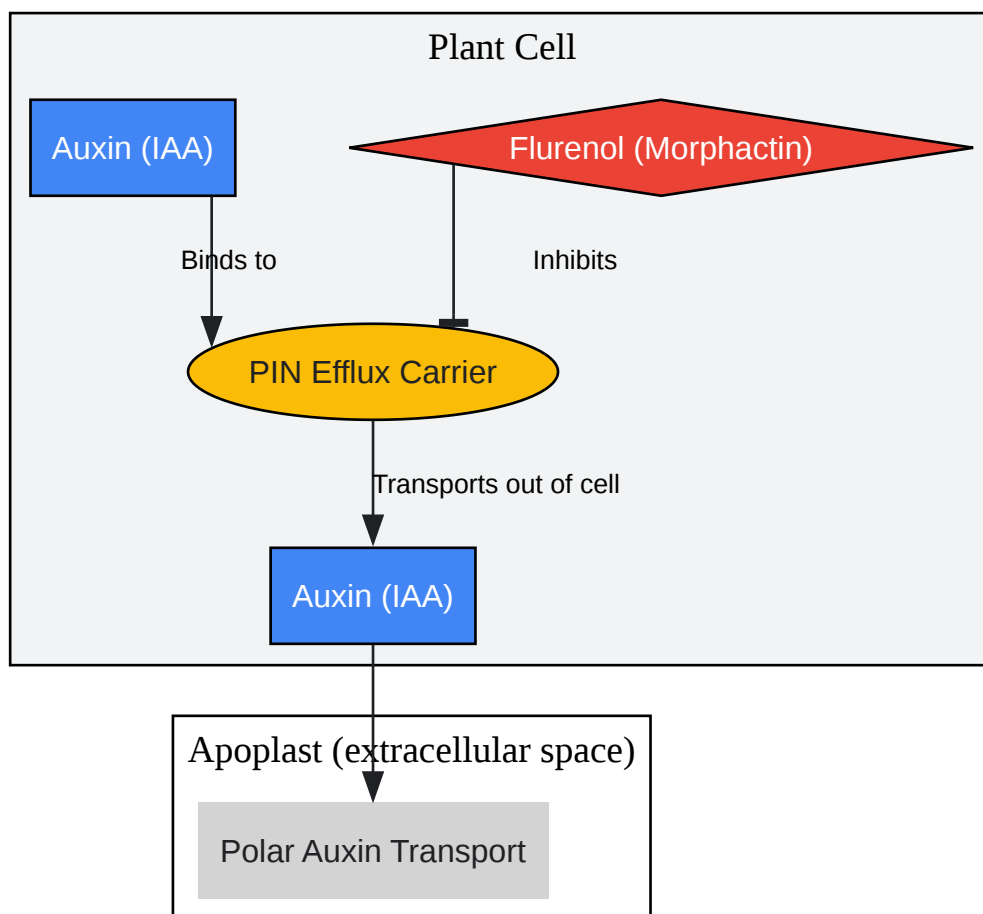 Plant Cell
Auxin (IAA)
Flurenol (Morphactin)
Binds to
Inhibits
PIN Efflux Carrier
Transports out of cell
Auxin (IAA)
Apoplast (extracellular space)
Polar Auxin Transport